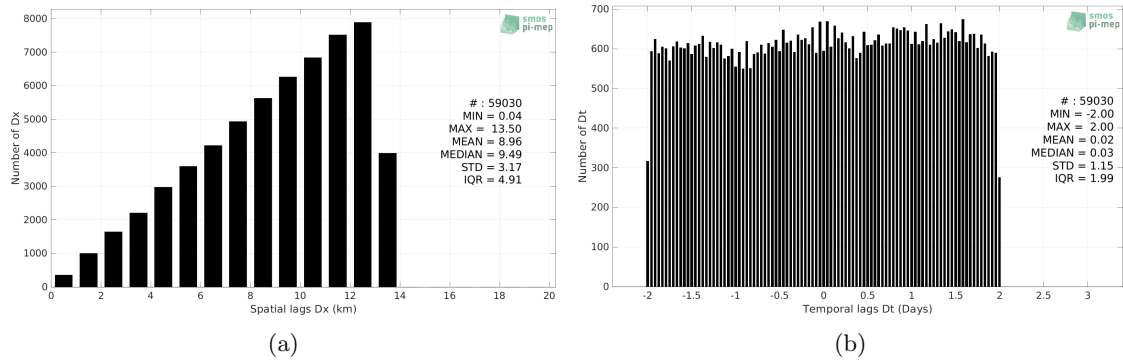 8000
7000
6000
5000
4000
3000
2000
1000
0
Number of Dx
0 2 4 6 8 10 12 14 16 18 20
Spatial lags Dx (km)
smos
pi-mep
# : 59030
MIN = 0.04
MAX = 13.50
MEAN = 8.96
MEDIAN = 9.49
STD = 3.17
IQR = 4.91
(a)
700
600
500
400
300
200
100
0
Number of Dt
-2 -1.5 -1 -0.5 0 0.5 1 1.5 2 2.5 3
Temporal lags Dt (Days)
smos
pi-mep
# : 59030
MIN = -2.00
MAX = 2.00
MEAN = 0.02
MEDIAN = 0.03
STD = 1.15
IQR = 1.99
(b)